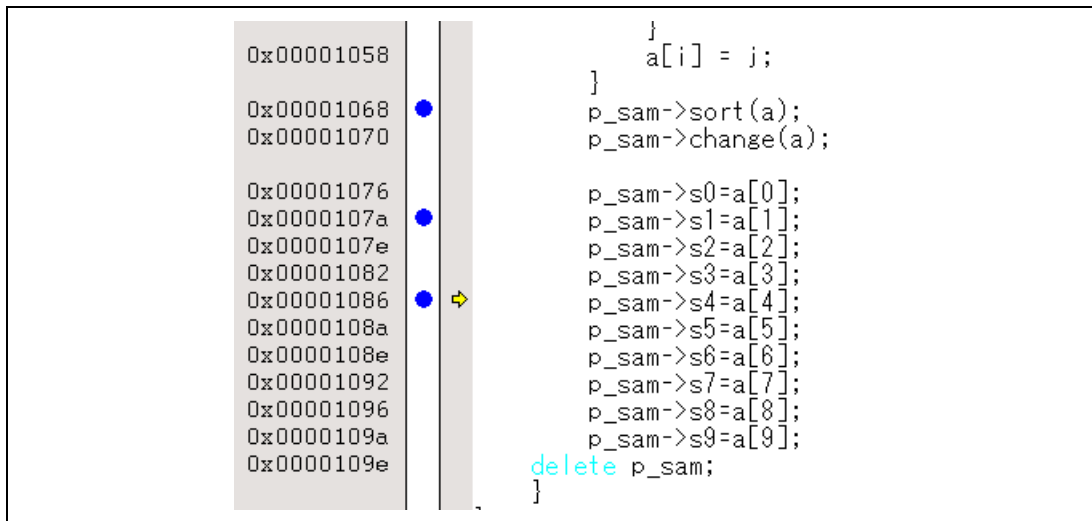 }
0x00001058 a[i] = j;
}
0x00001068 p_sam->sort(a);
0x00001070 p_sam->change(a);
0x00001076 p_sam->s0=a[0];
0x0000107a p_sam->s1=a[1];
0x0000107e p_sam->s2=a[2];
0x00001082 p_sam->s3=a[3];
0x00001086 p_sam->s4=a[4];
0x0000108a p_sam->s5=a[5];
0x0000108e p_sam->s6=a[6];
0x00001092 p_sam->s7=a[7];
0x00001096 p_sam->s8=a[8];
0x0000109a p_sam->s9=a[9];
0x0000109e delete p_sam;
}